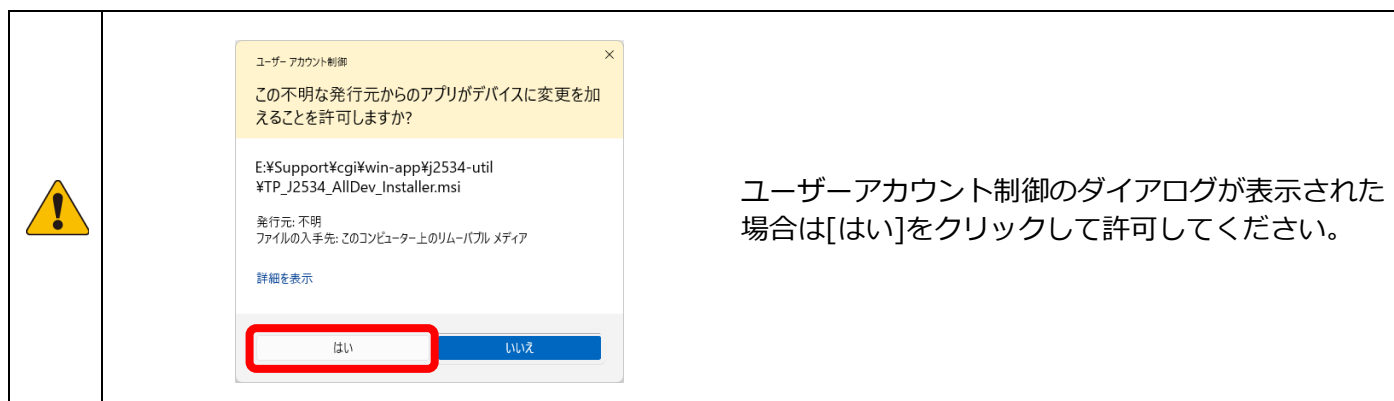 ユーザー アカウント制御
この不明な発行元からのアプリがデバイスに変更を加
えることを許可しますか?
E:¥Support¥cgi¥win-app¥j2534-util
¥TP_J2534_AllDev_Installer.msi
発行元: 不明
ファイルの入手先: このコンピューター上のリムーバブル メディア
詳細を表示
はい
いいえ
ユーザーアカウント制御のダイアログが表示された
場合は[はい]をクリックして許可してください。